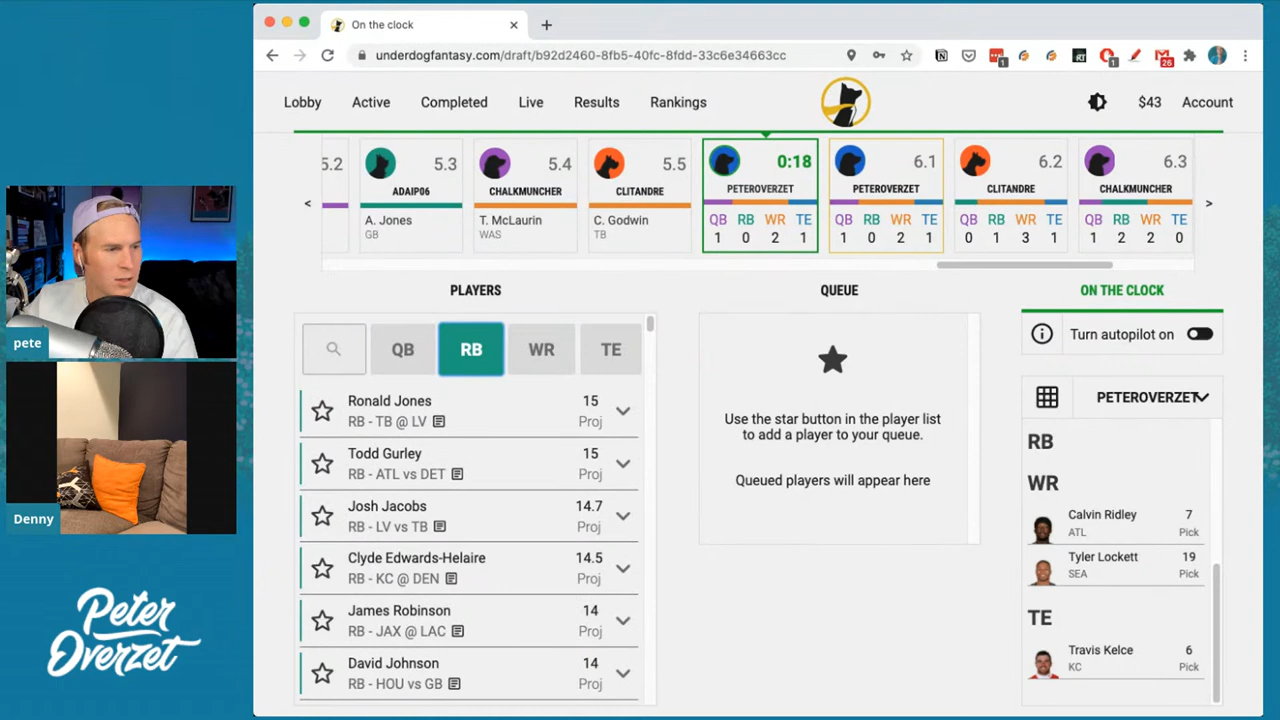 On the clock
underdogfantasy.com/draft/b92d2460-8fb5-40fc-8fdd-33c6e34663cc
1
1
26
Lobby
Active
Completed
Live
Results
Rankings
$43
Account
5.2
5.3
ADAIP06
A. Jones
GB
5.4
CHALKMUNCHER
T. McLaurin
WAS
5.5
CLITANDRE
C. Godwin
TB
0:18
PETEROVERZET
QB RB WR TE
1 0 2 1
6.1
PETEROVERZET
QB RB WR TE
1 0 2 1
6.2
CLITANDRE
QB RB WR TE
0 1 3 1
6.3
CHALKMUNCHER
QB RB WR TE
1 2 2 0
<
>
PLAYERS
QB
RB
WR
TE
Ronald Jones 15
RB - TB @ LV Proj
Todd Gurley 15
RB - ATL vs DET Proj
Josh Jacobs 14.7
RB - LV vs TB Proj
Clyde Edwards-Helaire 14.5
RB - KC @ DEN Proj
James Robinson 14
RB - JAX @ LAC Proj
David Johnson 14
RB - HOU vs GB Proj
QUEUE
Use the star button in the player list
to add a player to your queue.
Queued players will appear here
ON THE CLOCK
Turn autopilot on
PETEROVERZET
RB
WR
Calvin Ridley 7
ATL Pick
Tyler Lockett 19
SEA Pick
TE
Travis Kelce 6
KC Pick
pete
Denny
Peter
Overzet